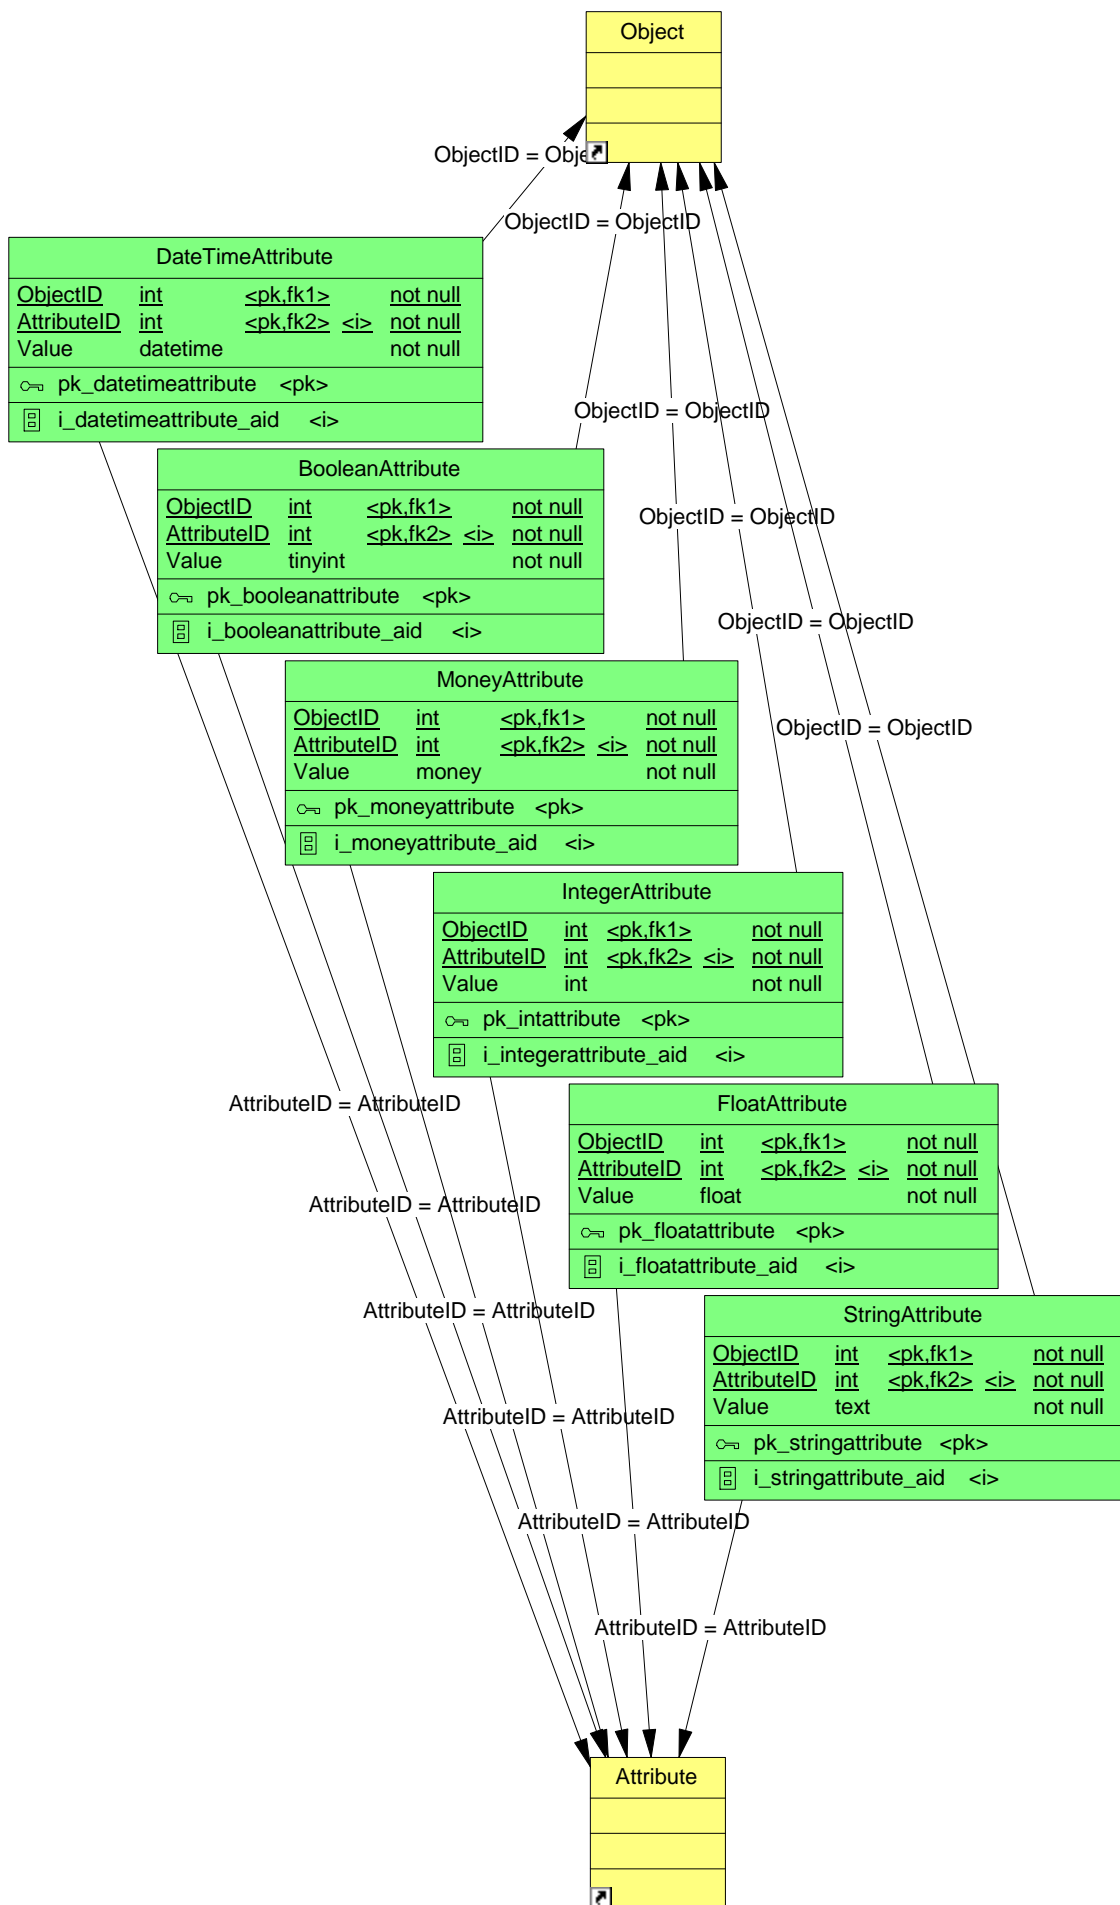 Object
ObjectID = Obje
ObjectID = ObjectID
DateTimeAttribute
ObjectID int <pk,fk1> not null
AttributeID int <pk,fk2> <i> not null
Value datetime not null
pk_datetimeattribute <pk>
i_datetimeattribute_aid <i>
ObjectID = ObjectID
BooleanAttribute
ObjectID int <pk,fk1> not null
AttributeID int <pk,fk2> <i> not null
Value tinyint not null
pk_booleanattribute <pk>
i_booleanattribute_aid <i>
ObjectID = ObjectID
ObjectID = ObjectID
MoneyAttribute
ObjectID int <pk,fk1> not null
AttributeID int <pk,fk2> <i> not null
Value money not null
pk_moneyattribute <pk>
i_moneyattribute_aid <i>
ObjectID = ObjectID
IntegerAttribute
ObjectID int <pk,fk1> not null
AttributeID int <pk,fk2> <i> not null
Value int not null
pk_intattribute <pk>
i_integerattribute_aid <i>
AttributeID = AttributeID
FloatAttribute
ObjectID int <pk,fk1> not null
AttributeID int <pk,fk2> <i> not null
Value float not null
pk_floatattribute <pk>
i_floatattribute_aid <i>
AttributeID = AttributeID
AttributeID = AttributeID
StringAttribute
ObjectID int <pk,fk1> not null
AttributeID int <pk,fk2> <i> not null
Value text not null
pk_stringattribute <pk>
i_stringattribute_aid <i>
AttributeID = AttributeID
AttributeID = AttributeID
AttributeID = AttributeID
Attribute